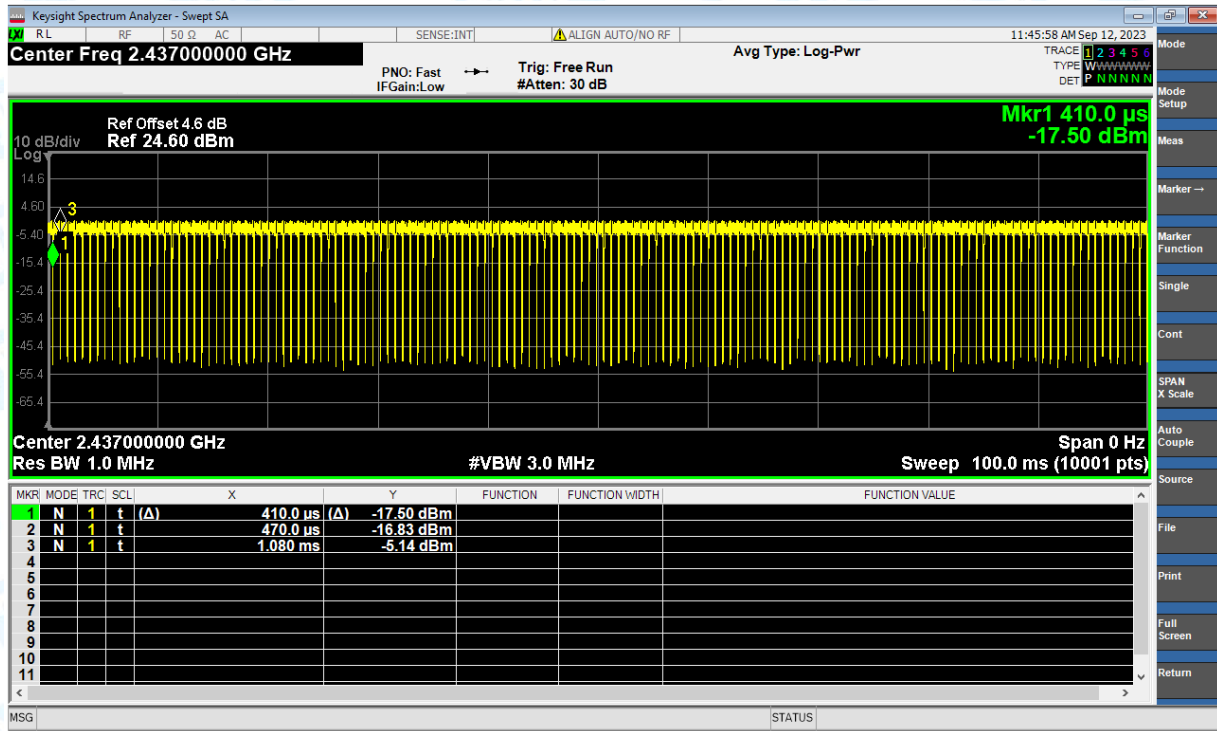 Keysight Spectrum Analyzer - Swept SA
LXI RL RF 50 Ω AC SENSE:INT ALIGN AUTO/NO RF 11:45:58 AM Sep 12, 2023
Center Freq 2.437000000 GHz
PNO: Fast
IFGain:Low
Trig: Free Run
#Atten: 30 dB
Avg Type: Log-Pwr
TRACE 1 2 3 4 5 6
TYPE WWWWWW
DET P N N N N N
Mkr1 410.0 µs
-17.50 dBm
Ref Offset 4.6 dB
10 dB/div Ref 24.60 dBm
Log
14.6
4.60
-5.40
-15.4
-25.4
-35.4
-45.4
-55.4
-65.4
3
1
Center 2.437000000 GHz Span 0 Hz
Res BW 1.0 MHz #VBW 3.0 MHz Sweep 100.0 ms (10001 pts)
MKR MODE TRC SCL X Y FUNCTION FUNCTION WIDTH FUNCTION VALUE
1 N 1 t (Δ) 410.0 µs (Δ) -17.50 dBm
2 N 1 t 470.0 µs -16.83 dBm
3 N 1 t 1.080 ms -5.14 dBm
4
5
6
7
8
9
10
11
MSG STATUS
Mode
Mode
Setup
Meas
Marker →
Marker
Function
Single
Cont
SPAN
X Scale
Auto
Couple
Source
File
Print
Full
Screen
Return